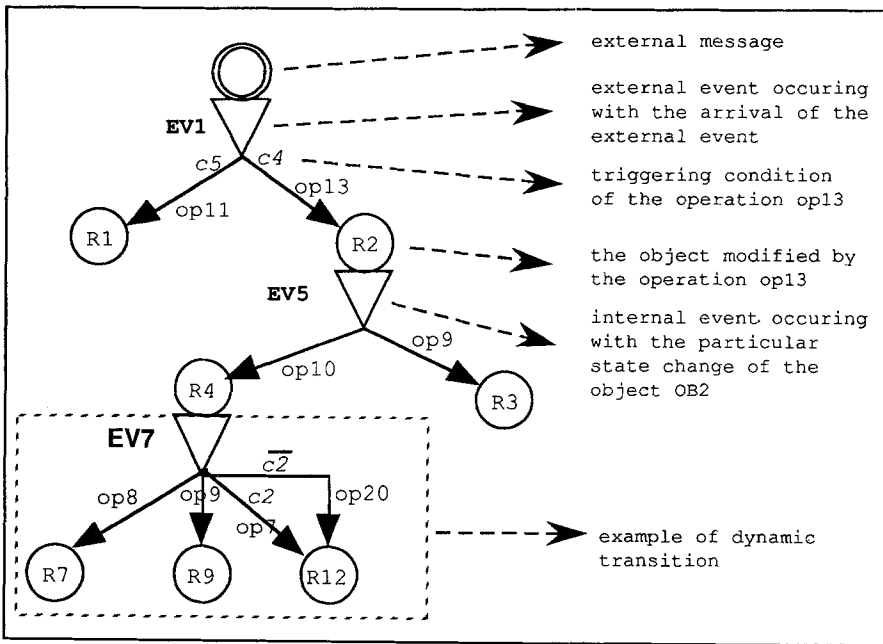 external message
external event occuring
with the arrival of the
external event
EV1
c5
c4
triggering condition
of the operation op13
op11
op13
R1
R2
the object modified by
the operation op13
EV5
internal event occuring
with the particular
state change of the
object OB2
op9
op10
R4
R3
EV7
c2
op8
op9
c2
op20
op7
example of dynamic
transition
R7
R9
R12